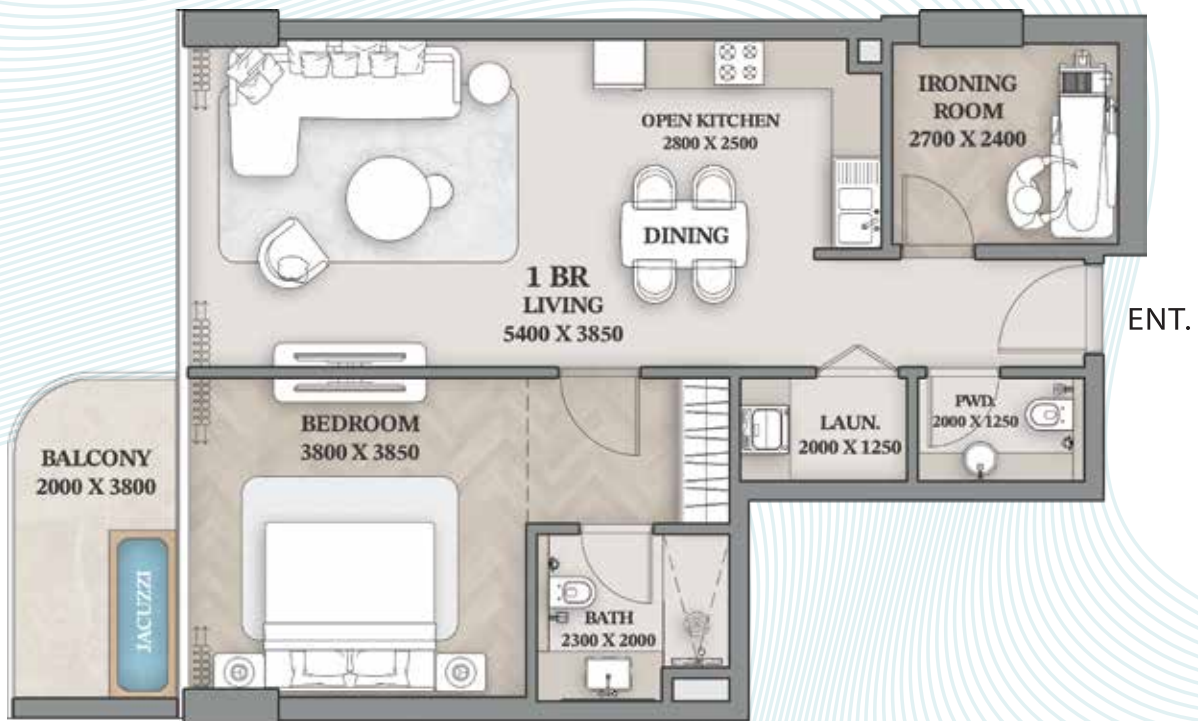 IRONING
ROOM
2700 X 2400
OPEN KITCHEN
2800 X 2500
DINING
1 BR
LIVING
5400 X 3850
ENT.
BEDROOM
3800 X 3850
LAUN.
2000 X 1250
PWD.
2000 X 1250
BALCONY
2000 X 3800
JACUZZI
BATH
2300 X 2000